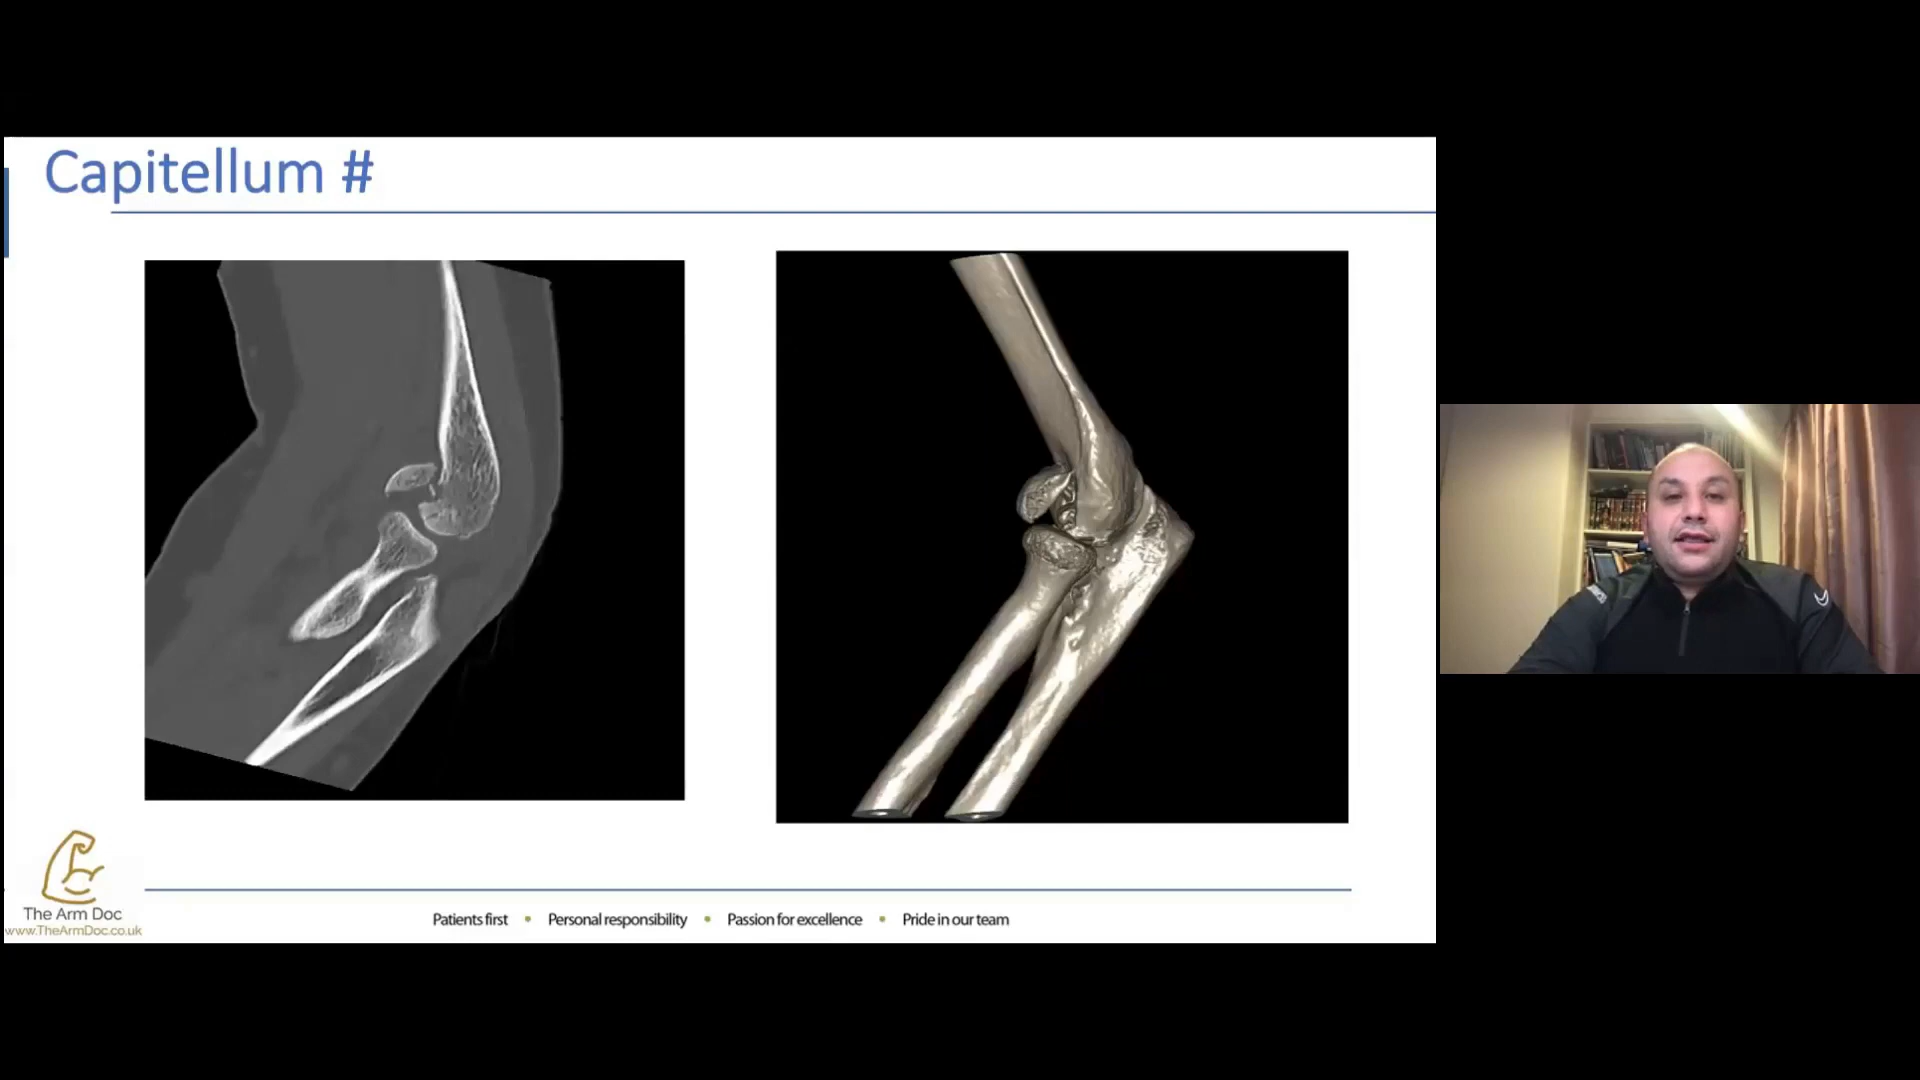 Capitellum #
The Arm Doc
www.TheArmDoc.co.uk
Patients first • Personal responsibility • Passion for excellence • Pride in our team